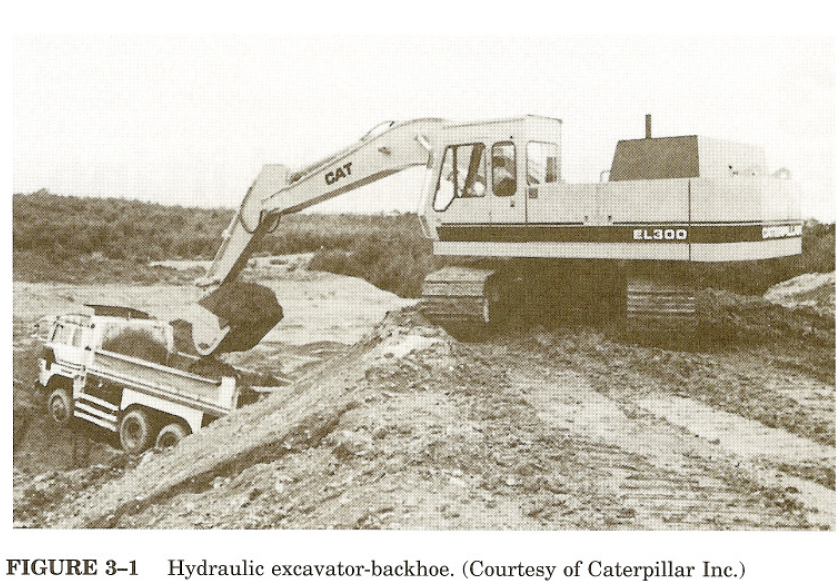 CAT
EL300
CATERPILLAR
FIGURE 3–1 Hydraulic excavator-backhoe. (Courtesy of Caterpillar Inc.)